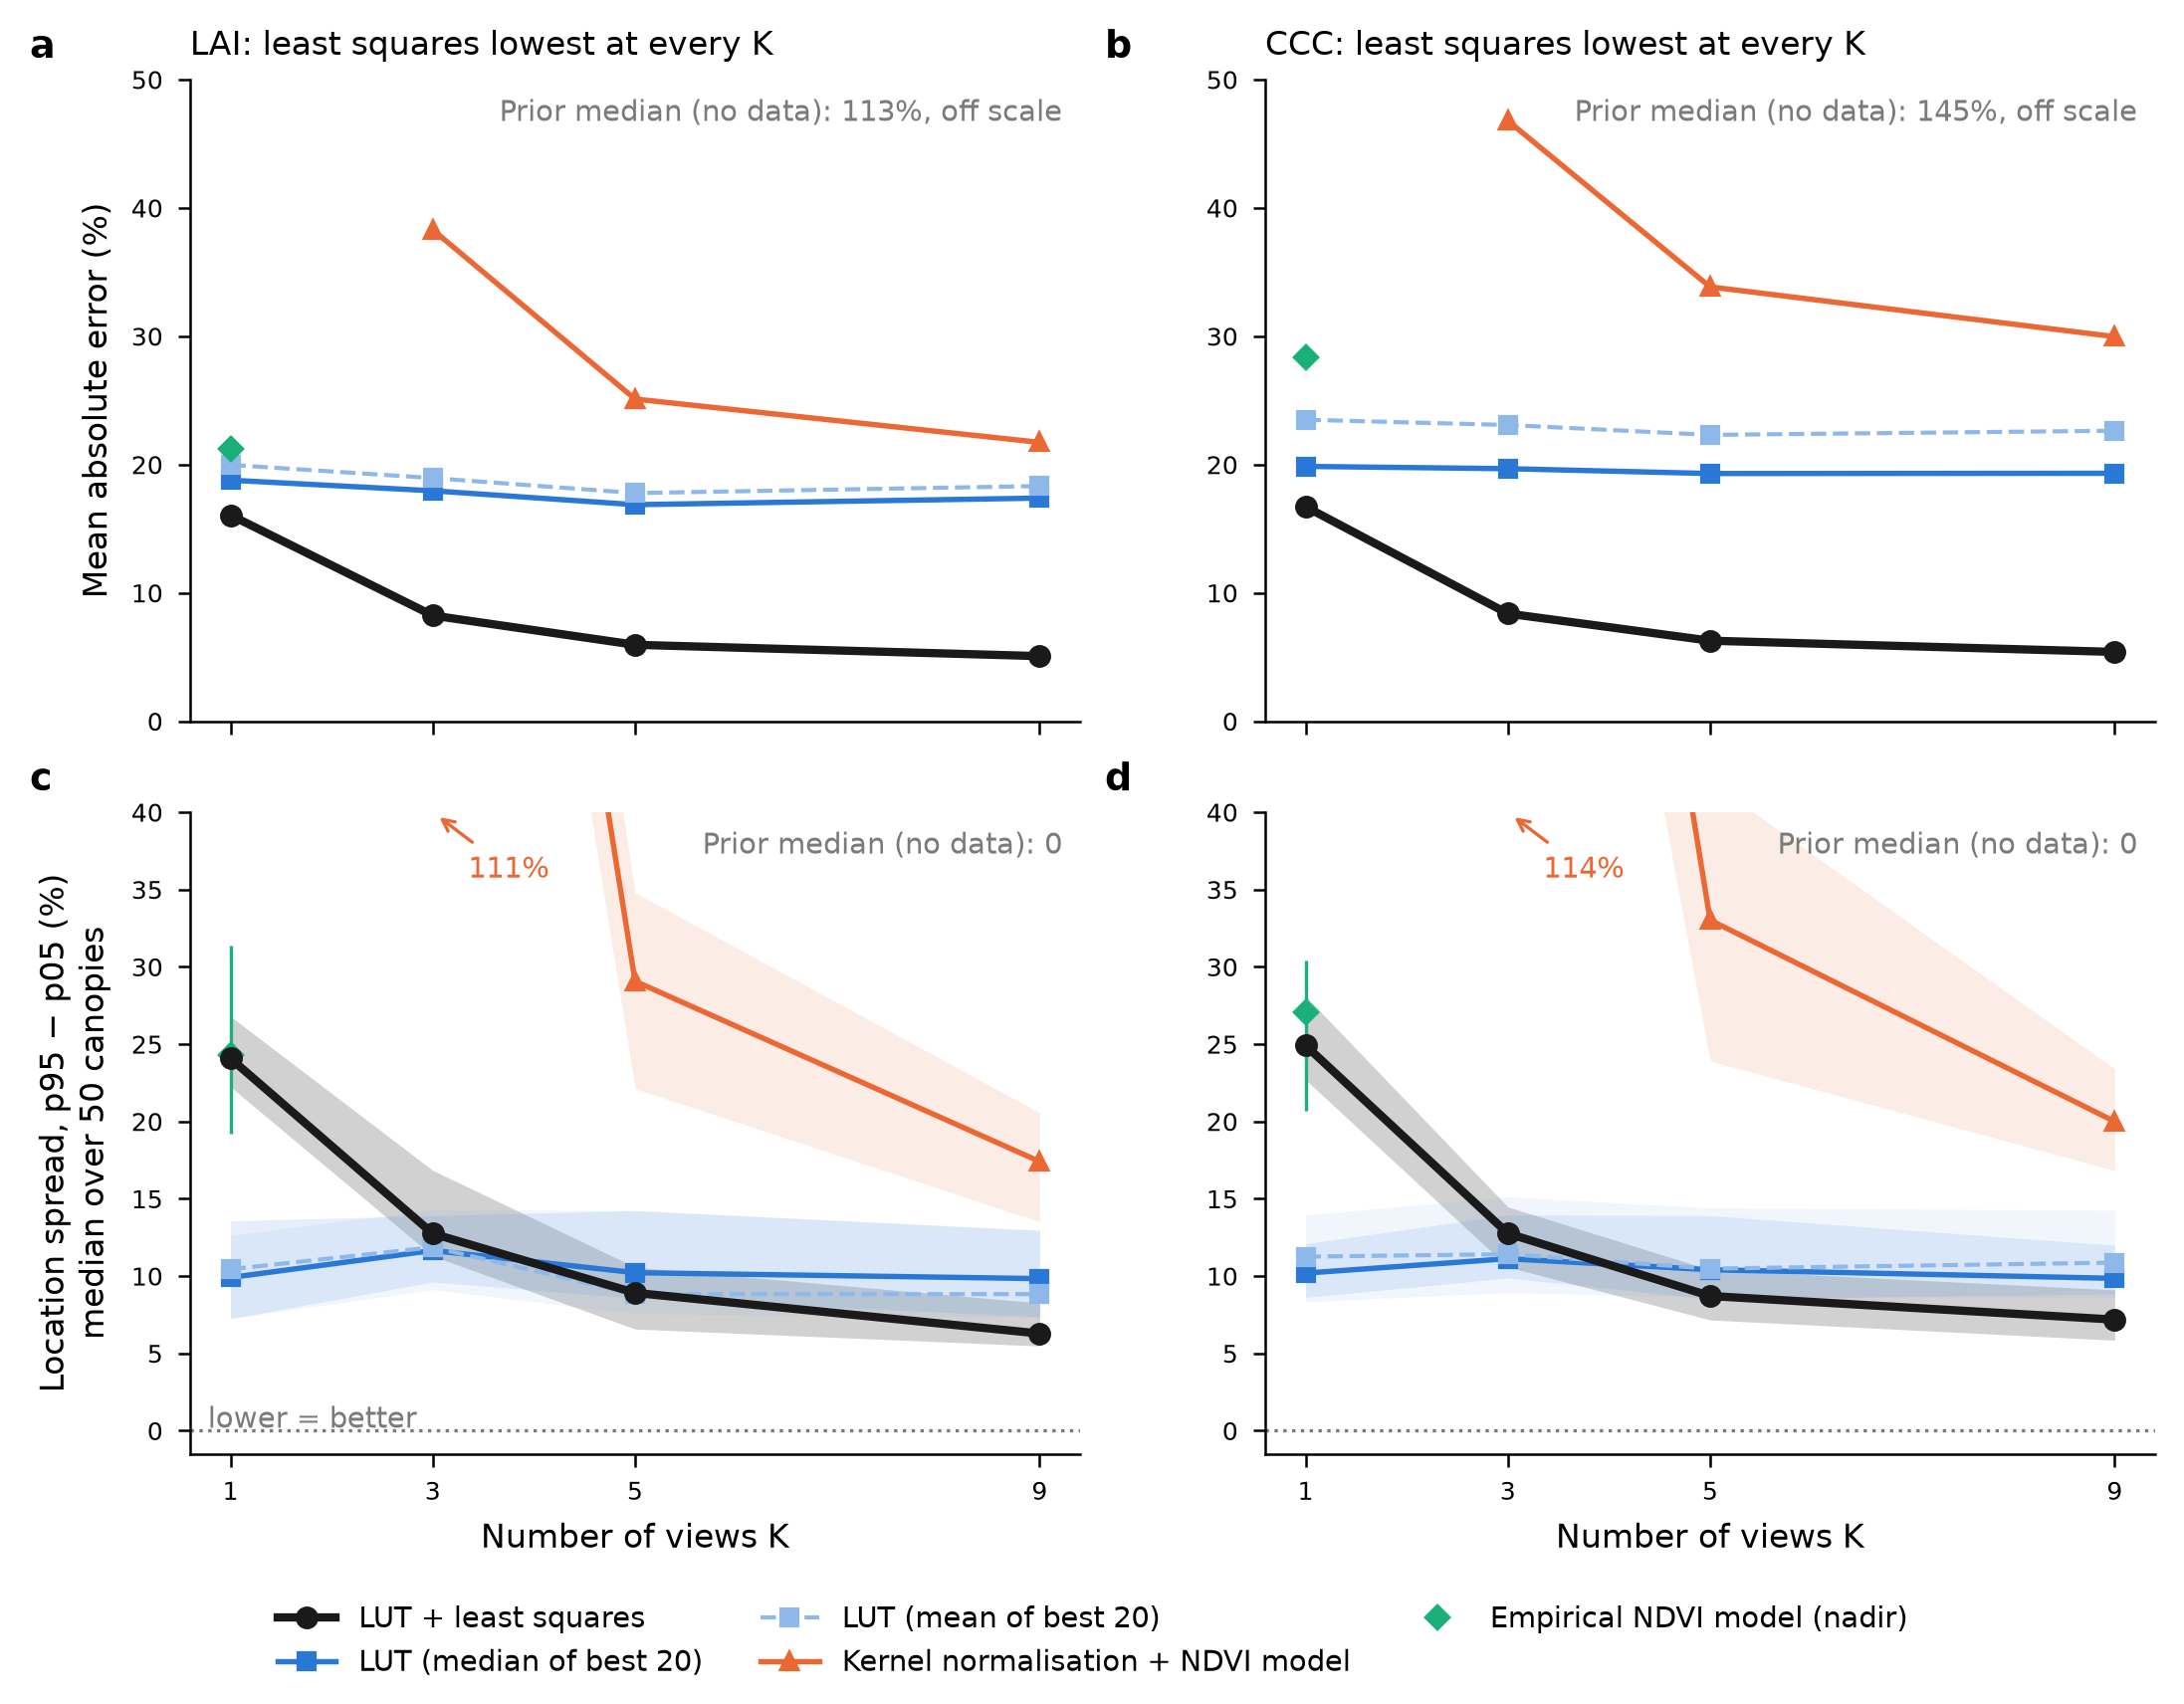 a
LAI: least squares lowest at every K
50
40
30
20
10
0
Mean absolute error (%)
Prior median (no data): 113%, off scale
b
CCC: least squares lowest at every K
50
40
30
20
10
0
Prior median (no data): 145%, off scale
c
40
35
30
25
20
15
10
5
0
Location spread, p95 − p05 (%)
median over 50 canopies
Prior median (no data): 0
111%
lower = better
1
3
5
9
Number of views K
d
40
35
30
25
20
15
10
5
0
Prior median (no data): 0
114%
1
3
5
9
Number of views K
LUT + least squares
LUT (median of best 20)
LUT (mean of best 20)
Kernel normalisation + NDVI model
Empirical NDVI model (nadir)